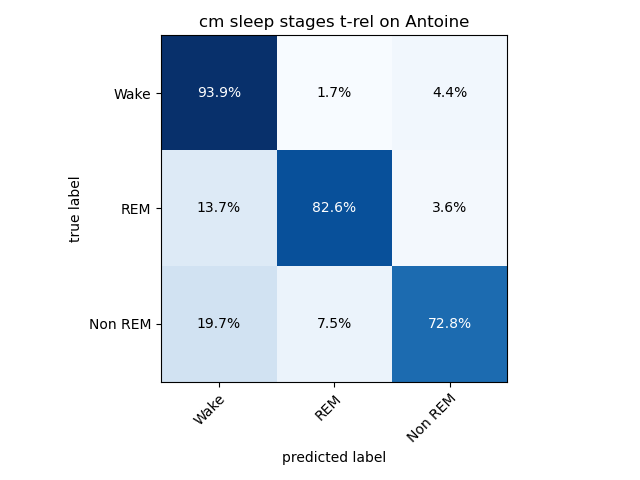 cm sleep stages t-rel on Antoine
true label
Wake
93.9%
1.7%
4.4%
REM
13.7%
82.6%
3.6%
Non REM
19.7%
7.5%
72.8%
Wake
REM
Non REM
predicted label